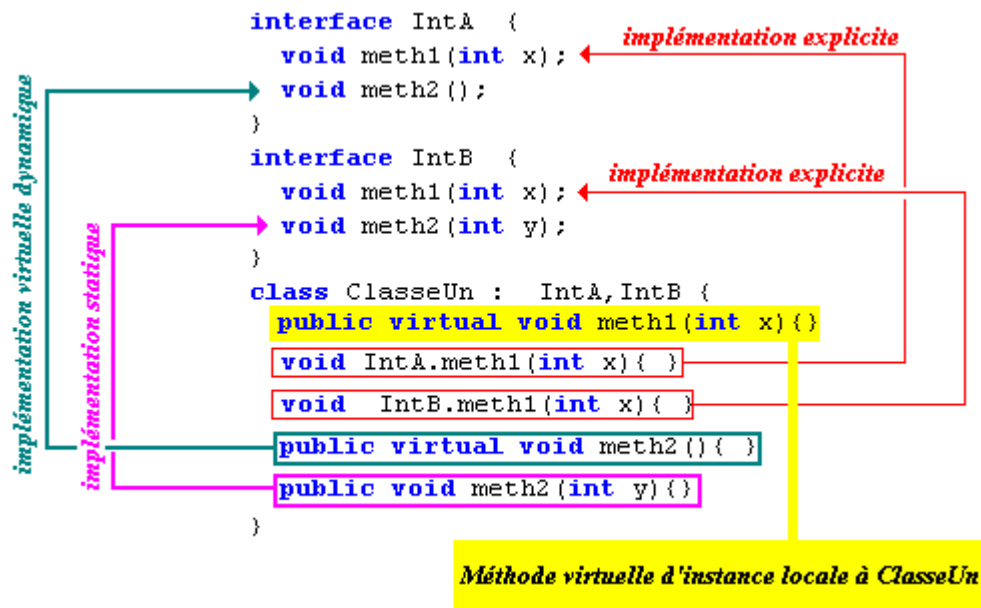 interface IntA {
implémentation explicite
void meth1(int x);
void meth2();
}
interface IntB {
implémentation explicite
void meth1(int x);
void meth2(int y);
}
class ClasseUn : IntA,IntB {
public virtual void meth1(int x){}
void IntA.meth1(int x){ }
void IntB.meth1(int x){ }
public virtual void meth2(){ }
public void meth2(int y){}
}
implémentation virtuelle dynamique
implémentation statique
Méthode virtuelle d'instance locale à ClasseUn